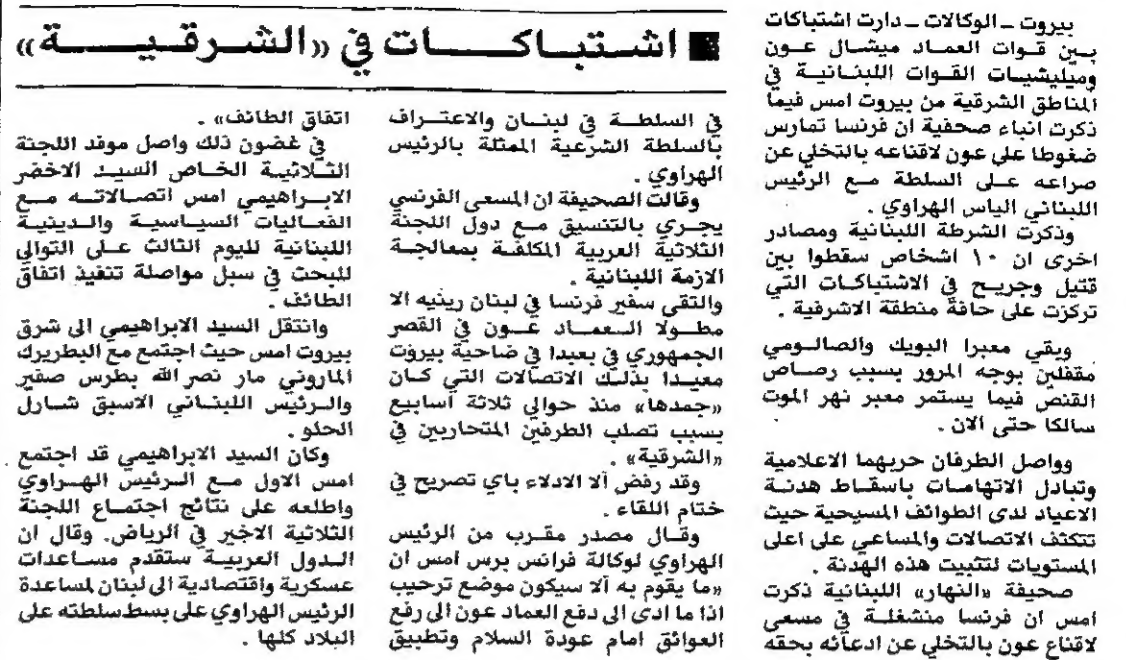 ■ اشتباكات في «الشرقية»
بيروت ـ الوكالات ـ دارت اشتباكات
بين قوات العماد ميشال عون
وميليشيات القوات اللبنانية في
المناطق الشرقية من بيروت امس فيما
ذكرت انباء صحفية ان فرنسا تمارس
ضغوطا على عون لاقناعه بالتخلي عن
صراعه على السلطة مع الرئيس
اللبناني الياس الهراوي .
وذكرت الشرطة اللبنانية ومصادر
اخرى ان ١٠ اشخاص سقطوا بين
قتيل وجريح في الاشتباكات التي
تركزت على حافة منطقة الاشرفية .
ويقي معبرا البويك والصالومي
مقفلين بوجه المرور بسبب رصاص
القنص فيما يستمر معبر نهر الموت
سالكا حتى الان .
وواصل الطرفان حربهما الاعلامية
وتبادل الاتهامات باسقاط هدنة
الاعياد لدى الطوائف المسيحية حيث
تتكثف الاتصالات والمساعي على اعلى
المستويات لتثبيت هذه الهدنة .
صحيفة «النهار» اللبنانية ذكرت
امس ان فرنسا منشغلة في مسعى
لاقناع عون بالتخلي عن ادعائه بحقه
في السلطة في لبنان والاعتراف
بالسلطة الشرعية الممثلة بالرئيس
الهراوي .
وقالت الصحيفة ان المسعى الفرنسي
يجري بالتنسيق مع دول اللجنة
الثلاثية العربية المكلفة بمعالجة
الازمة اللبنانية .
والتقى سفير فرنسا في لبنان رينيه الا
مطولا العماد عون في القصر
الجمهوري في بعبدا في ضاحية بيروت
معيدا بذلك الاتصالات التي كان
«جمدها» منذ حوالي ثلاثة اسابيع
بسبب تصلب الطرفين المتحاربين في
«الشرقية» .
وقد رفض آلا الادلاء باي تصريح في
ختام اللقاء .
وقال مصدر مقرب من الرئيس
الهراوي لوكالة فرانس برس امس ان
«ما يقوم به آلا سيكون موضع ترحيب
اذا ما ادى الى دفع العماد عون الى رفع
العوائق امام عودة السلام وتطبيق
اتفاق الطائف» .
في غضون ذلك واصل موفد اللجنة
الثلاثية الخاص السيد الاخضر
الابراهيمي امس اتصالاته مع
الفعاليات السياسية والدينية
اللبنانية لليوم الثالث على التوالي
للبحث في سبل مواصلة تنفيذ اتفاق
الطائف .
وانتقل السيد الابراهيمي الى شرق
بيروت امس حيث اجتمع مع البطريرك
الماروني مار نصر الله بطرس صفير
والرئيس اللبناني الاسبق شارل
الحلو .
وكان السيد الابراهيمي قد اجتمع
امس الاول مع الرئيس الهراوي
واطلعه على نتائج اجتماع اللجنة
الثلاثية الاخير في الرياض. وقال ان
الدول العربية ستقدم مساعدات
عسكرية واقتصادية الى لبنان لمساعدة
الرئيس الهراوي على بسط سلطته على
البلاد كلها .